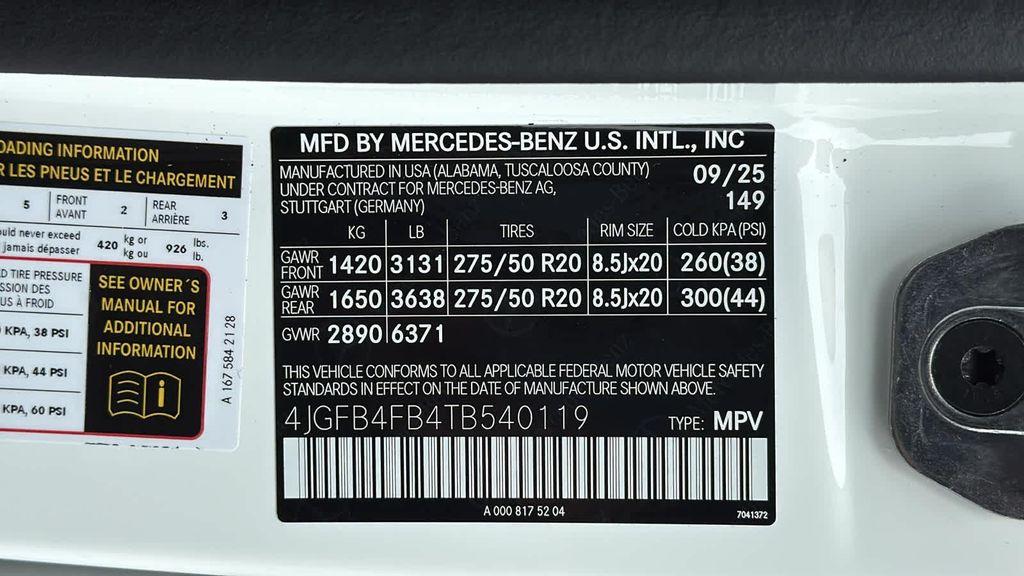 OADING INFORMATION
R LES PNEUS ET LE CHARGEMENT
5 FRONT AVANT 2 REAR ARRIÈRE 3
uld never exceed
jamais dépasser 420 kg or kg ou 926 lbs. lb.
D TIRE PRESSURE
SSION DES
US À FROID
KPA, 38 PSI
KPA, 44 PSI
KPA, 60 PSI
SEE OWNER´S
MANUAL FOR
ADDITIONAL
INFORMATION
A 167 584 21 28
MFD BY MERCEDES-BENZ U.S. INTL., INC
MANUFACTURED IN USA (ALABAMA, TUSCALOOSA COUNTY)
UNDER CONTRACT FOR MERCEDES-BENZ AG,
STUTTGART (GERMANY)
09/25
149
KG LB TIRES RIM SIZE COLD KPA (PSI)
GAWR FRONT 1420 3131 275/50 R20 8.5Jx20 260(38)
GAWR REAR 1650 3638 275/50 R20 8.5Jx20 300(44)
GVWR 2890 6371
THIS VEHICLE CONFORMS TO ALL APPLICABLE FEDERAL MOTOR VEHICLE SAFETY
STANDARDS IN EFFECT ON THE DATE OF MANUFACTURE SHOWN ABOVE.
4JGFB4FB4TB540119 TYPE: MPV
A 000 817 52 04
7041372